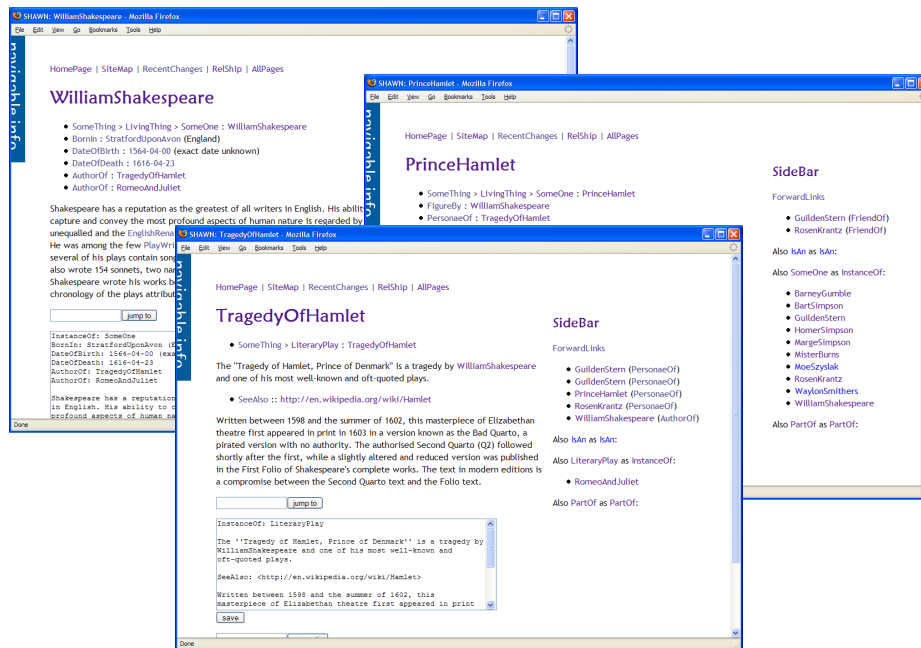 SHAWN: WilliamShakespeare - Mozilla Firefox
File Edit View Go Bookmarks Tools Help
navigable info
HomePage | SiteMap | RecentChanges | RelShip | AllPages
WilliamShakespeare
SomeThing > LivingThing > SomeOne : WilliamShakespeare
BornIn : StratfordUponAvon (England)
DateOfBirth : 1564-04-00 (exact date unknown)
DateOfDeath : 1616-04-23
AuthorOf : TragedyOfHamlet
AuthorOf : RomeoAndJuliet
Shakespeare has a reputation as the greatest of all writers in English. His
capture and convey the most profound aspects of human nature is regarded by
unequalled and the
He was among the few
several of his plays contain
also wrote 154 sonnets, two
Shakespeare wrote his works
chronology of the plays
jump to
InstanceOf: SomeOne
BornIn: StratfordUponAvon
DateOfBirth: 1564-04-00
DateOfDeath: 1616-04-23
AuthorOf: TragedyOfHamlet
AuthorOf: RomeoAndJuliet
Shakespeare has a reputation
in English. His ability to
profound aspects of human
Done
SHAWN: PrinceHamlet - Mozilla Firefox
File Edit View Go Bookmarks Tools Help
navigable info
HomePage | SiteMap | RecentChanges | RelShip | AllPages
PrinceHamlet
SomeThing > LivingThing > SomeOne : PrinceHamlet
FigureBy : WilliamShakespeare
PersonaeOf : TragedyOfHamlet
SideBar
ForwardLinks
GuildenStern (FriendOf)
RosenKrantz (FriendOf)
Also IsAn as IsAn:
Also SomeOne as InstanceOf:
BarneyGumble
BartSimpson
GuildenStern
HomerSimpson
MargeSimpson
MisterBurns
MoeSzyslak
RosenKrantz
WaylonSmithers
WilliamShakespeare
Also PartOf as PartOf:
SHAWN: TragedyOfHamlet - Mozilla Firefox
File Edit View Go Bookmarks Tools Help
navigable info
HomePage | SiteMap | RecentChanges | RelShip | AllPages
TragedyOfHamlet
SomeThing > LiteraryPlay : TragedyOfHamlet
The "Tragedy of Hamlet, Prince of Denmark" is a tragedy by WilliamShakespeare
and one of his most well-known and oft-quoted plays.
SeeAlso :: http://en.wikipedia.org/wiki/Hamlet
Written between 1598 and the summer of 1602, this masterpiece of Elizabethan
theatre first appeared in print in 1603 in a version known as the Bad Quarto, a
pirated version with no authority. The authorised Second Quarto (Q2) followed
shortly after the first, while a slightly altered and reduced version was published
in the First Folio of Shakespeare's complete works. The text in modern editions is
a compromise between the Second Quarto text and the Folio text.
jump to
InstanceOf: LiteraryPlay
The ''Tragedy of Hamlet, Prince of Denmark'' is a tragedy by
WilliamShakespeare and one of his most well-known and
oft-quoted plays.
SeeAlso: <http://en.wikipedia.org/wiki/Hamlet>
Written between 1598 and the summer of 1602, this
masterpiece of Elizabethan theatre first appeared in print
save
SideBar
ForwardLinks
GuildenStern (PersonaeOf)
GuildenStern (PersonaeOf)
PrinceHamlet (PersonaeOf)
RosenKrantz (PersonaeOf)
WilliamShakespeare (AuthorOf)
Also IsAn as IsAn:
Also LiteraryPlay as InstanceOf:
RomeoAndJuliet
Also PartOf as PartOf:
Done